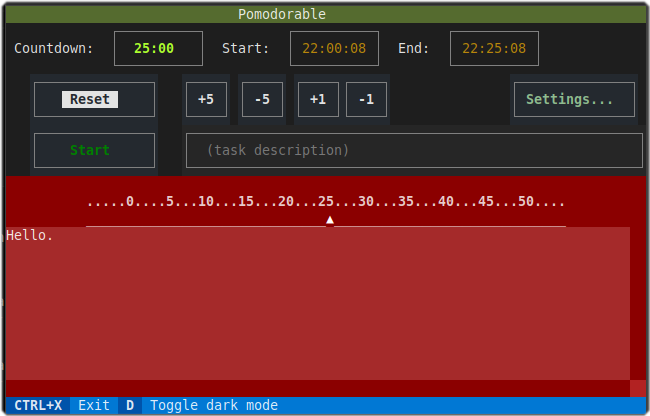 Pomodorable
Countdown: 25:00 Start: 22:00:08 End: 22:25:08
Reset +5 -5 +1 -1 Settings...
Start (task description)
.....0....5...10...15...20...25...30...35...40...45...50....
Hello.
CTRL+X Exit D Toggle dark mode